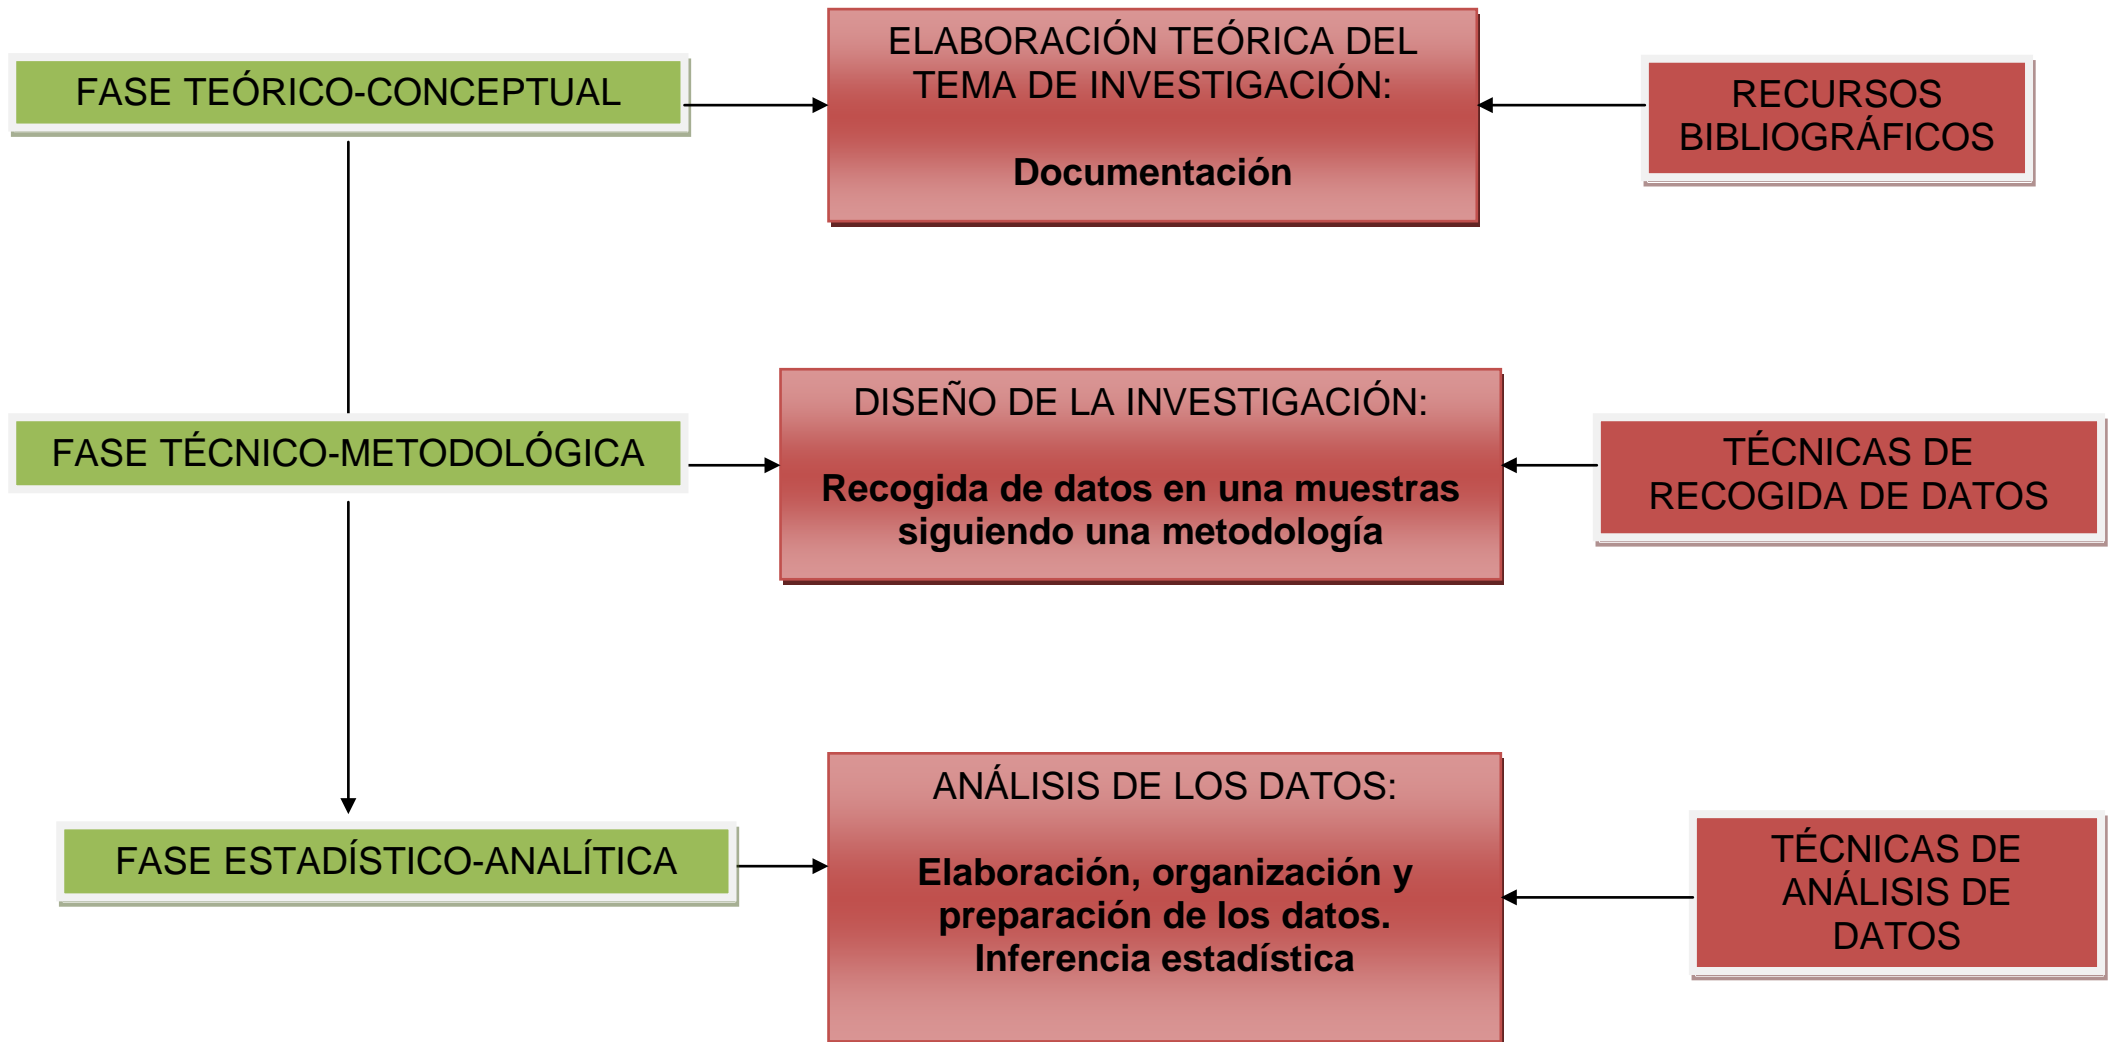 FASE TEÓRICO-CONCEPTUAL
ELABORACIÓN TEÓRICA DEL
TEMA DE INVESTIGACIÓN:
Documentación
RECURSOS
BIBLIOGRÁFICOS
FASE TÉCNICO-METODOLÓGICA
DISEÑO DE LA INVESTIGACIÓN:
Recogida de datos en una muestras
siguiendo una metodología
TÉCNICAS DE
RECOGIDA DE DATOS
FASE ESTADÍSTICO-ANALÍTICA
ANÁLISIS DE LOS DATOS:
Elaboración, organización y
preparación de los datos.
Inferencia estadística
TÉCNICAS DE
ANÁLISIS DE
DATOS